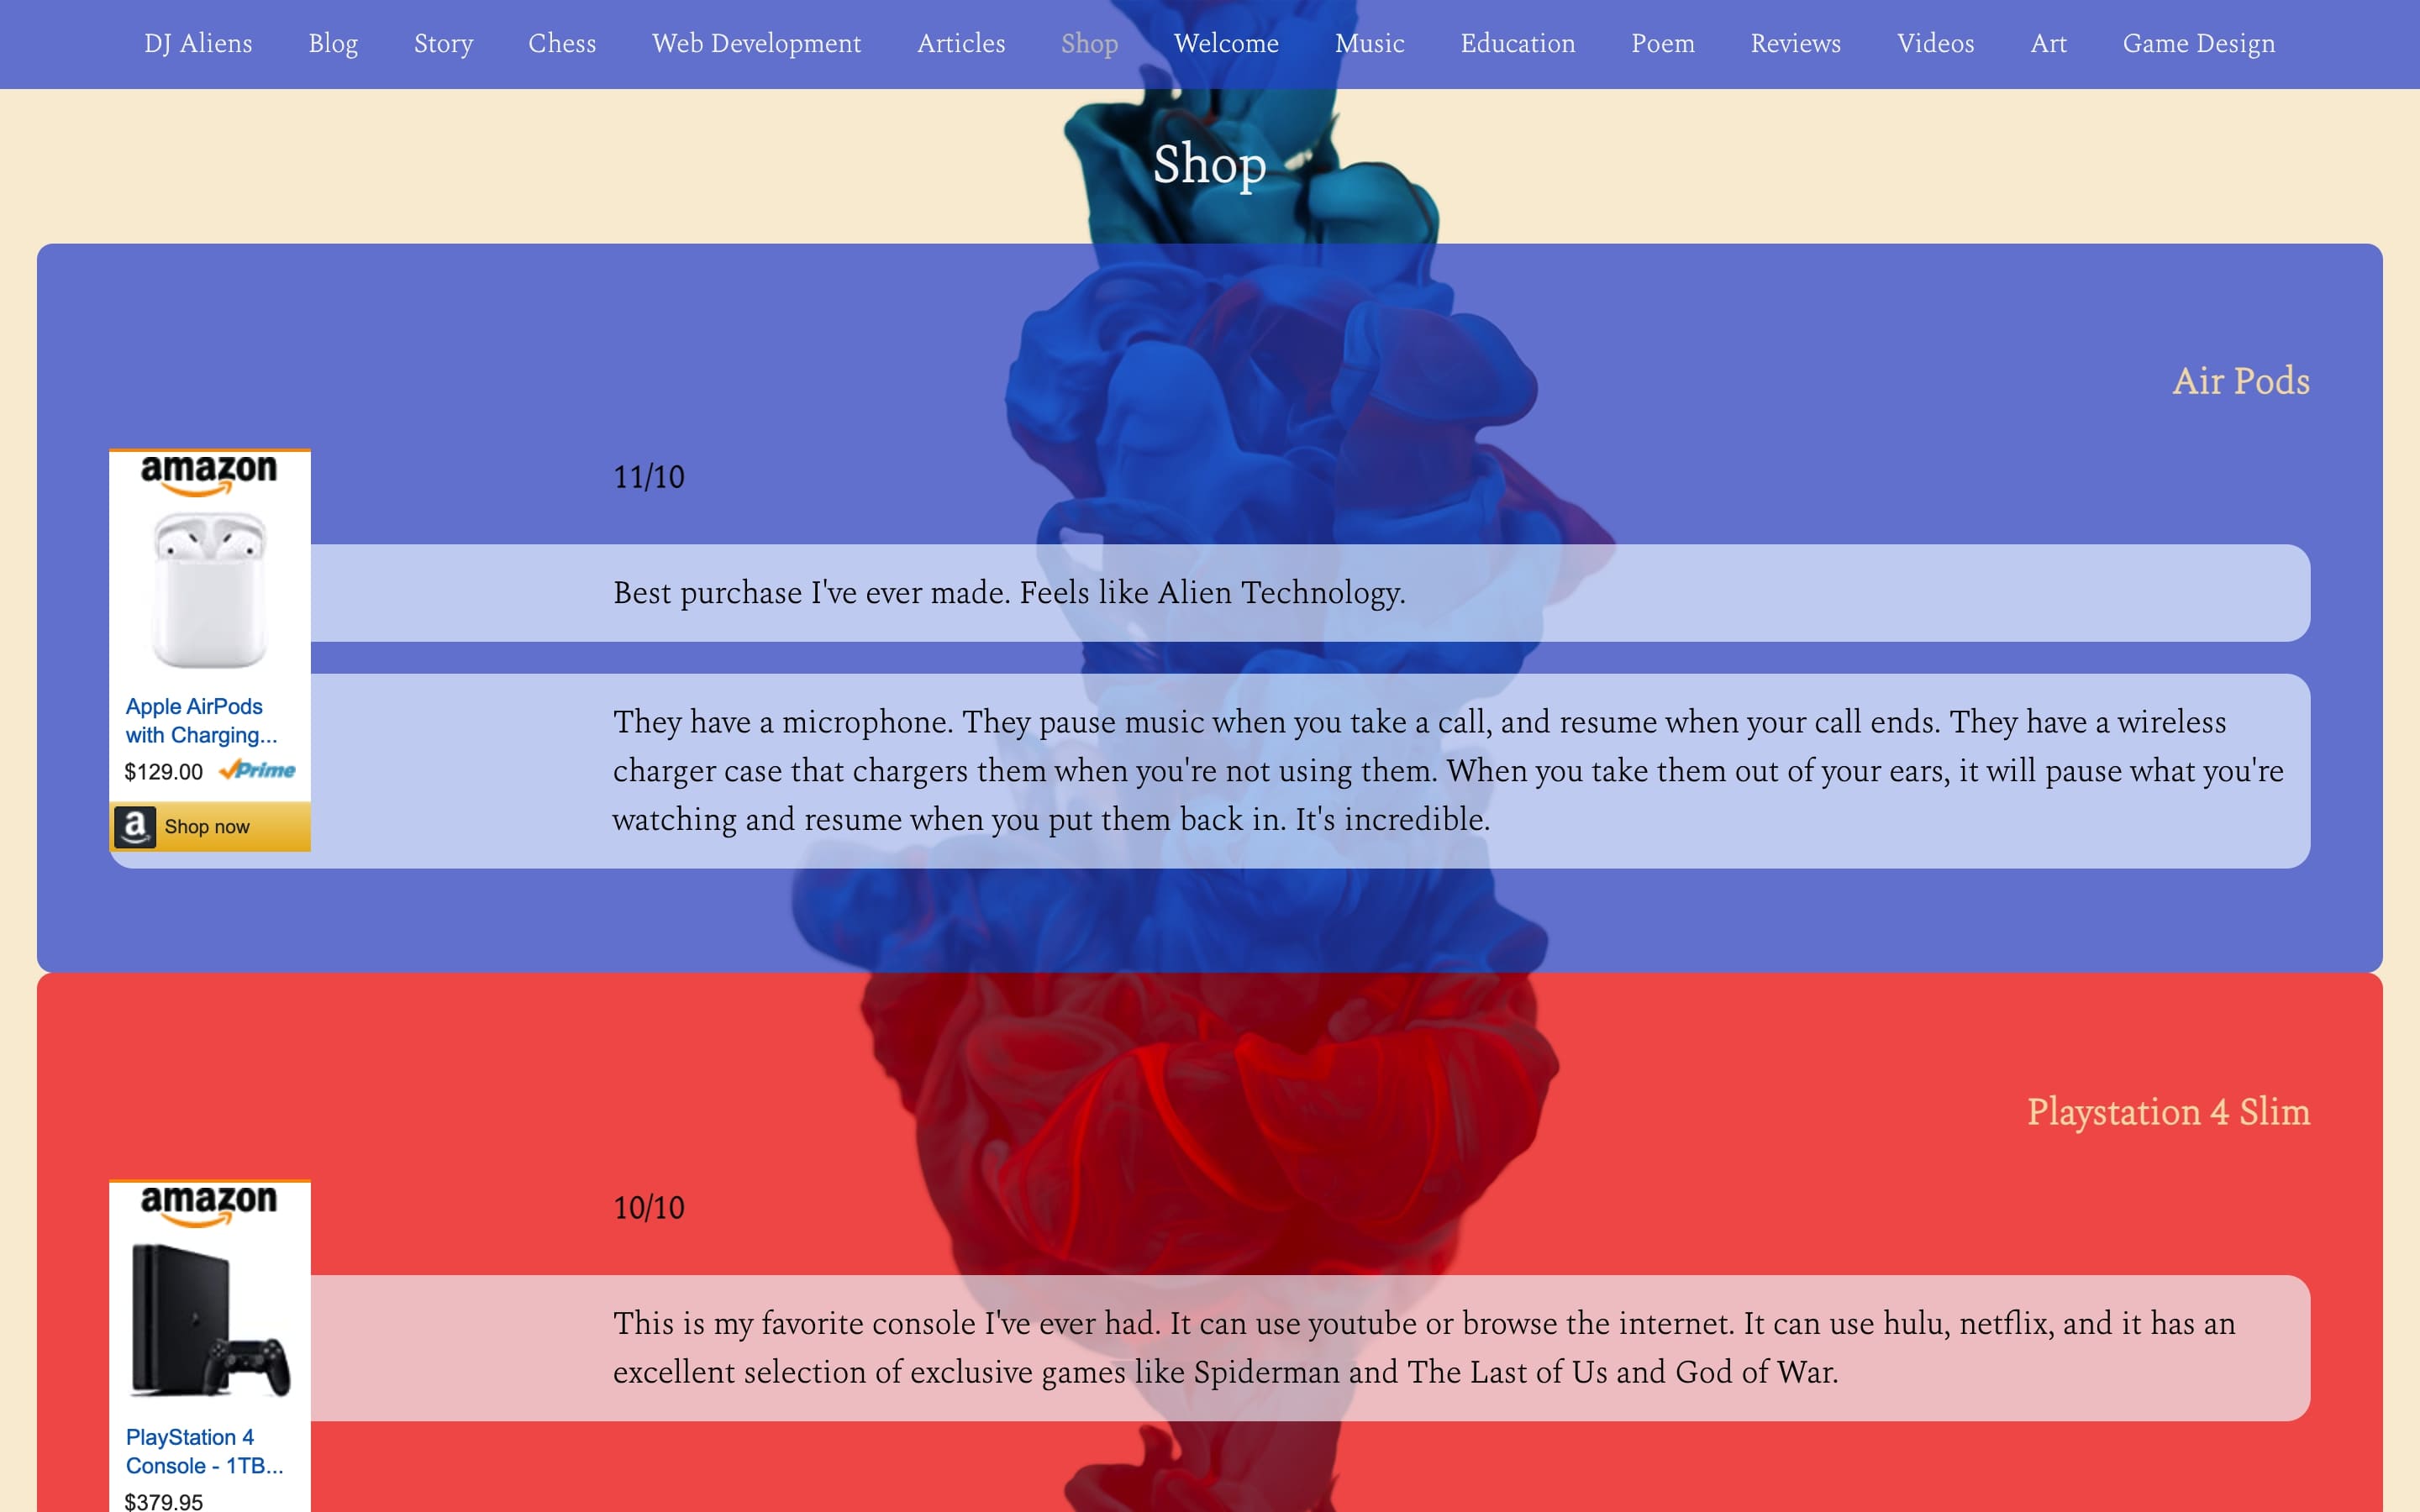 DJ Aliens Blog Story Chess Web Development Articles Shop Welcome Music Education Poem Reviews Videos Art Game Design
Shop
Air Pods
amazon
Apple AirPods
with Charging...
$129.00 Prime
a Shop now
11/10
Best purchase I've ever made. Feels like Alien Technology.
They have a microphone. They pause music when you take a call, and resume when your call ends. They have a wireless
charger case that chargers them when you're not using them. When you take them out of your ears, it will pause what you're
watching and resume when you put them back in. It's incredible.
Playstation 4 Slim
amazon
PlayStation 4
Console - 1TB...
$379.95
10/10
This is my favorite console I've ever had. It can use youtube or browse the internet. It can use hulu, netflix, and it has an
excellent selection of exclusive games like Spiderman and The Last of Us and God of War.